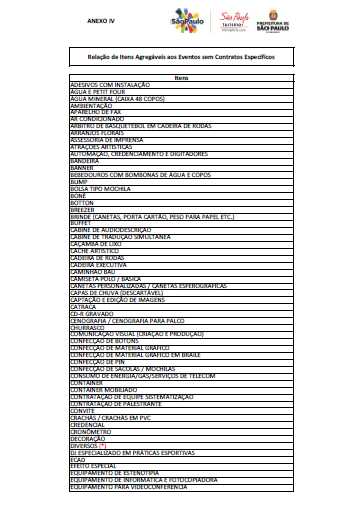 ANEXO IV
São Paulo
São Paulo
turismo
PREFEITURA DE
SÃO PAULO
Relação de Itens Agregáveis aos Eventos sem Contratos Específicos
Itens
ADESIVOS COM INSTALAÇÃO
ÁGUA E PETIT FOUR
ÁGUA MINERAL (CAIXA 48 COPOS)
AMBIENTAÇÃO
APARELHO DE FAX
AR CONDICIONADO
ÁRBITRO DE BASQUETEBOL EM CADEIRA DE RODAS
ARRANJOS FLORAIS
ASSESSORIA DE IMPRENSA
ATRAÇÕES ARTÍSTICAS
AUTOMAÇÃO, CREDENCIAMENTO E DIGITADORES
BANDEIRA
BANNER
BEBEDOUROS COM BOMBONAS DE ÁGUA E COPOS
BLIMP
BOLSA TIPO MOCHILA
BONÉ
BOTTON
BREEZER
BRINDE (CANETAS, PORTA CARTÃO, PESO PARA PAPEL ETC.)
BUFFET
CABINE DE AUDIODESCRIÇÃO
CABINE DE TRADUÇÃO SIMULTÂNEA
CAÇAMBA DE LIXO
CACHÊ ARTÍSTICO
CADEIRA DE RODAS
CADEIRA EXECUTIVA
CAMINHÃO BAÚ
CAMISETA POLO / BÁSICA
CANETAS PERSONALIZADAS / CANETAS ESFEROGRÁFICAS
CAPAS DE CHUVA (DESCARTÁVEL)
CAPTAÇÃO E EDIÇÃO DE IMAGENS
CATRACA
CD-R GRAVADO
CENOGRAFIA / CENOGRAFIA PARA PALCO
CHURRASCO
COMUNICAÇÃO VISUAL (CRIAÇÃO E PRODUÇÃO)
CONFECÇÃO DE BOTONS
CONFECÇÃO DE MATERIAL GRÁFICO
CONFECÇÃO DE MATERIAL GRÁFICO EM BRAILE
CONFECÇÃO DE PIN
CONFECÇÃO DE SACOLAS / MOCHILAS
CONSUMO DE ENERGIA/GÁS/SERVIÇOS DE TELECOM
CONTAINER
CONTAINER MOBILIADO
CONTRATAÇÃO DE EQUIPE SISTEMATIZAÇÃO
CONTRATAÇÃO DE PALESTRANTE
CONVITE
CRACHÁS / CRACHÁS EM PVC
CREDENCIAL
CRONÔMETRO
DECORAÇÃO
DIVERSOS (*)
DJ ESPECIALIZADO EM PRÁTICAS ESPORTIVAS
ECAD
EFEITO ESPECIAL
EQUIPAMENTO DE ESTENOTIPIA
EQUIPAMENTO DE INFORMÁTICA E FOTOCOPIADORA
EQUIPAMENTO PARA VIDEOCONFERÊNCIA